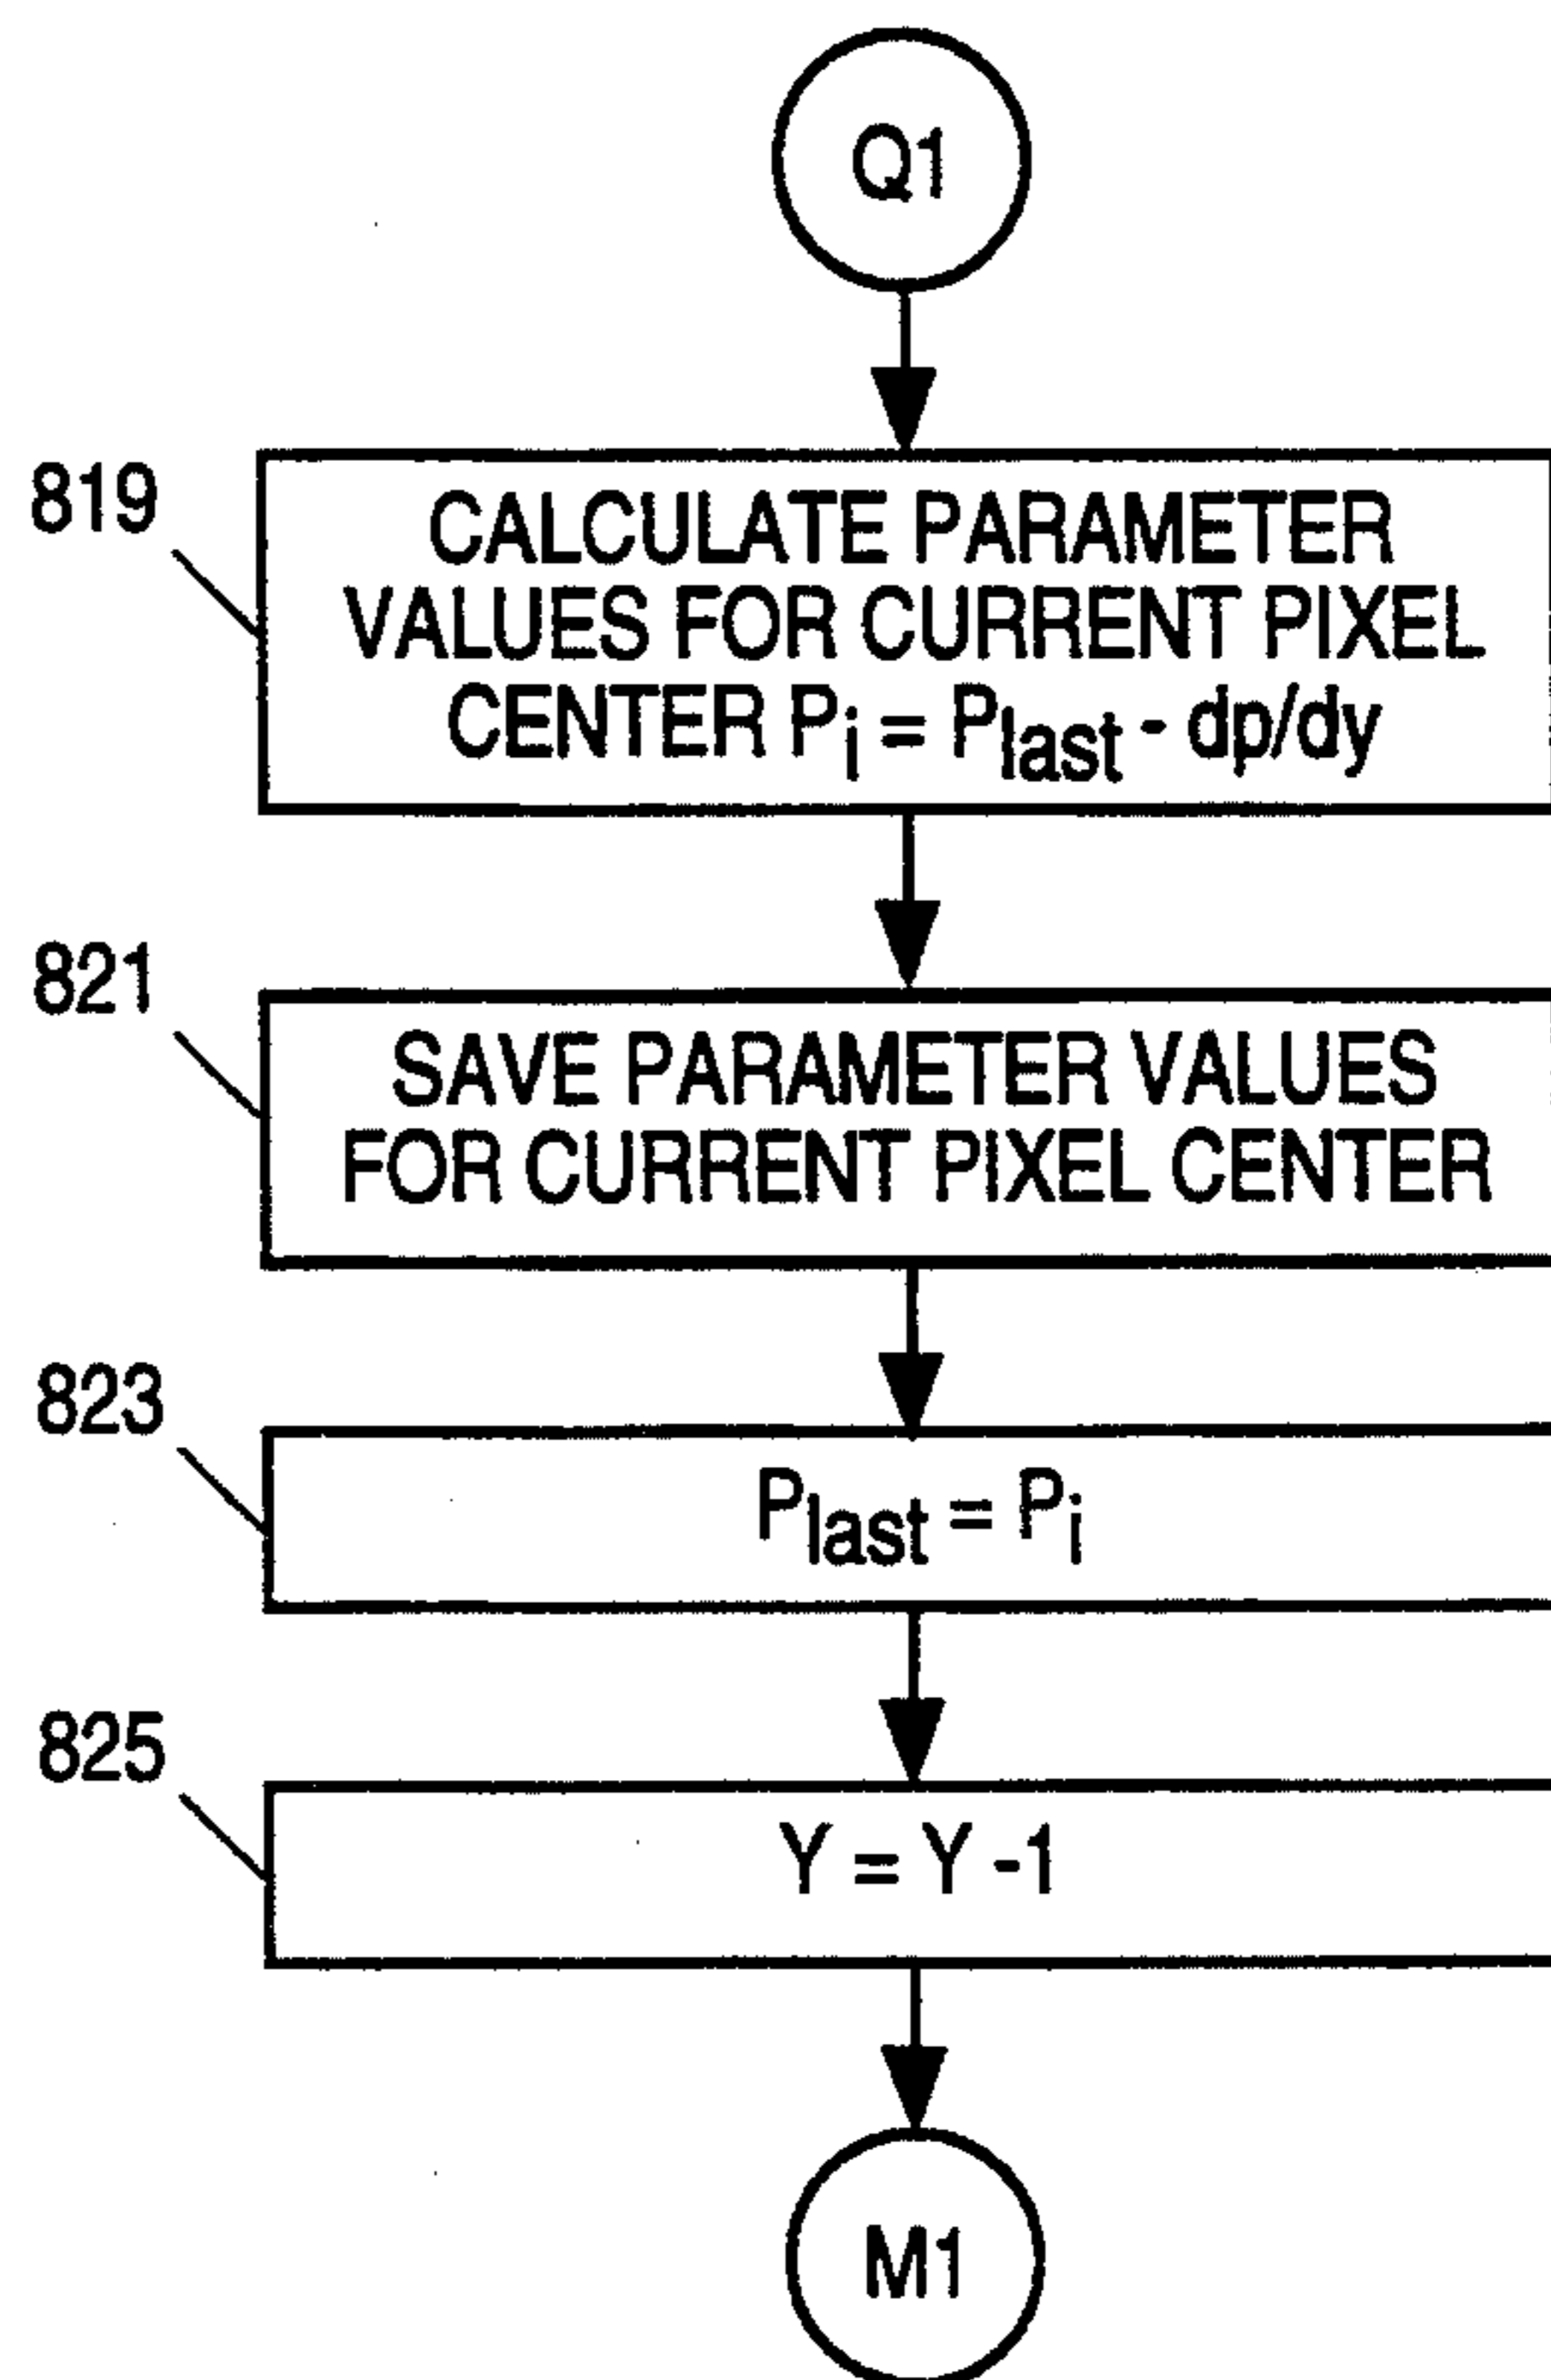 Q1
819
CALCULATE PARAMETER
VALUES FOR CURRENT PIXEL
CENTER Pi = Plast - dp/dy
821
SAVE PARAMETER VALUES
FOR CURRENT PIXEL CENTER
823
Plast = Pi
825
Y = Y -1
M1